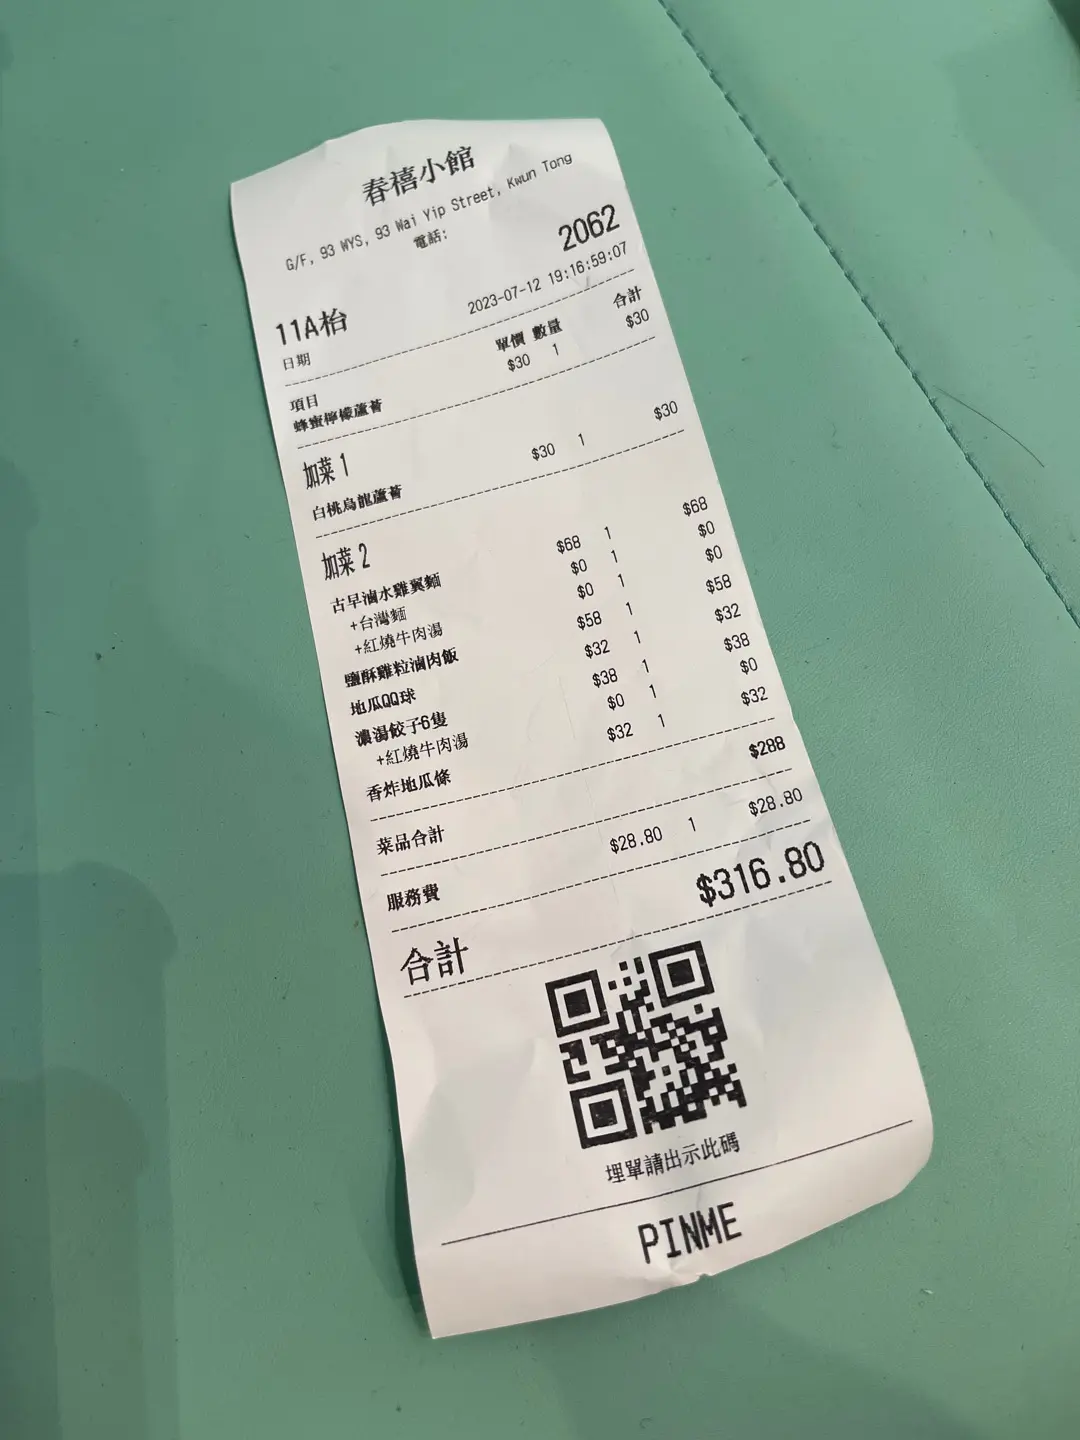 春禧小館
G/F, 93 WYS, 93 Wai Yip Street, Kwun Tong
電話:
11A枱 2062
日期 2023-07-12 19:16:59:07
項目 單價 數量 合計
蜂蜜檸檬蘆薈 $30 1 $30
加菜 1
白桃烏龍蘆薈 $30 1 $30
加菜 2
古早滷水雞翼麵 $68 1 $68
+台灣麵 $0 1 $0
+紅燒牛肉湯 $0 1 $0
鹽酥雞粒滷肉飯 $58 1 $58
地瓜QQ球 $32 1 $32
濃湯餃子6隻 $38 1 $38
+紅燒牛肉湯 $0 1 $0
香炸地瓜條 $32 1 $32
菜品合計 $288
服務費 $28.80 1 $28.80
合計 $316.80
埋單請出示此碼
PINME